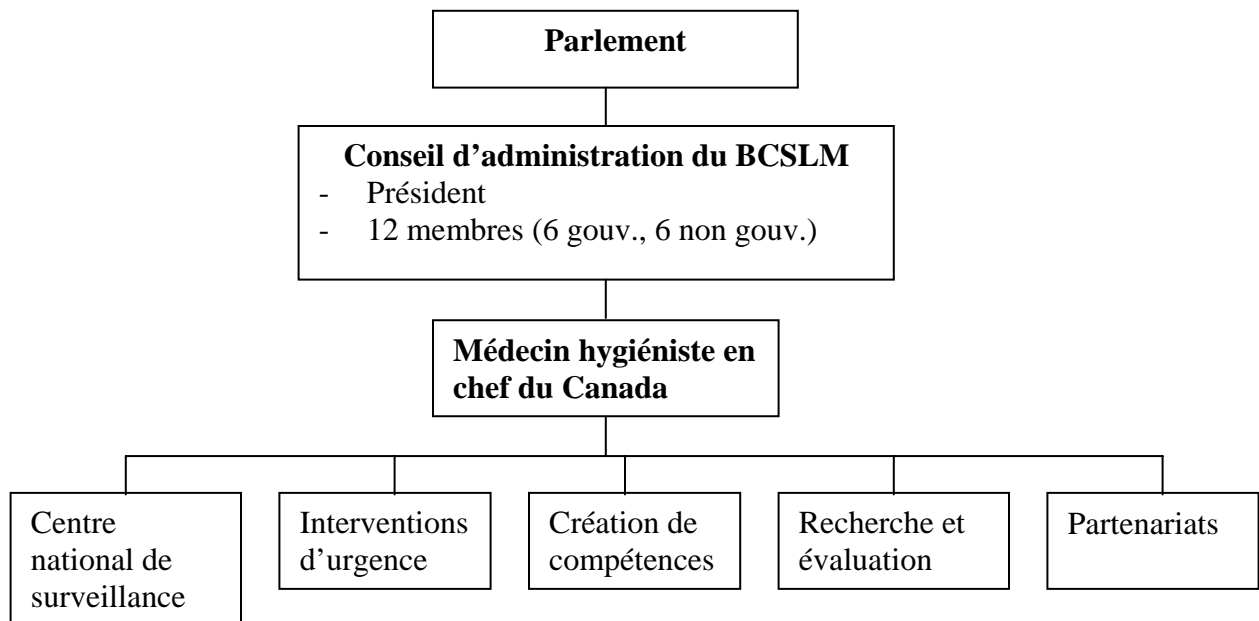 Parlement
Conseil d'administration du BCSLM
- Président
- 12 membres (6 gouv., 6 non gouv.)
Médecin hygiéniste en
chef du Canada
Centre
national de
surveillance
Interventions
d'urgence
Création de
compétences
Recherche et
évaluation
Partenariats